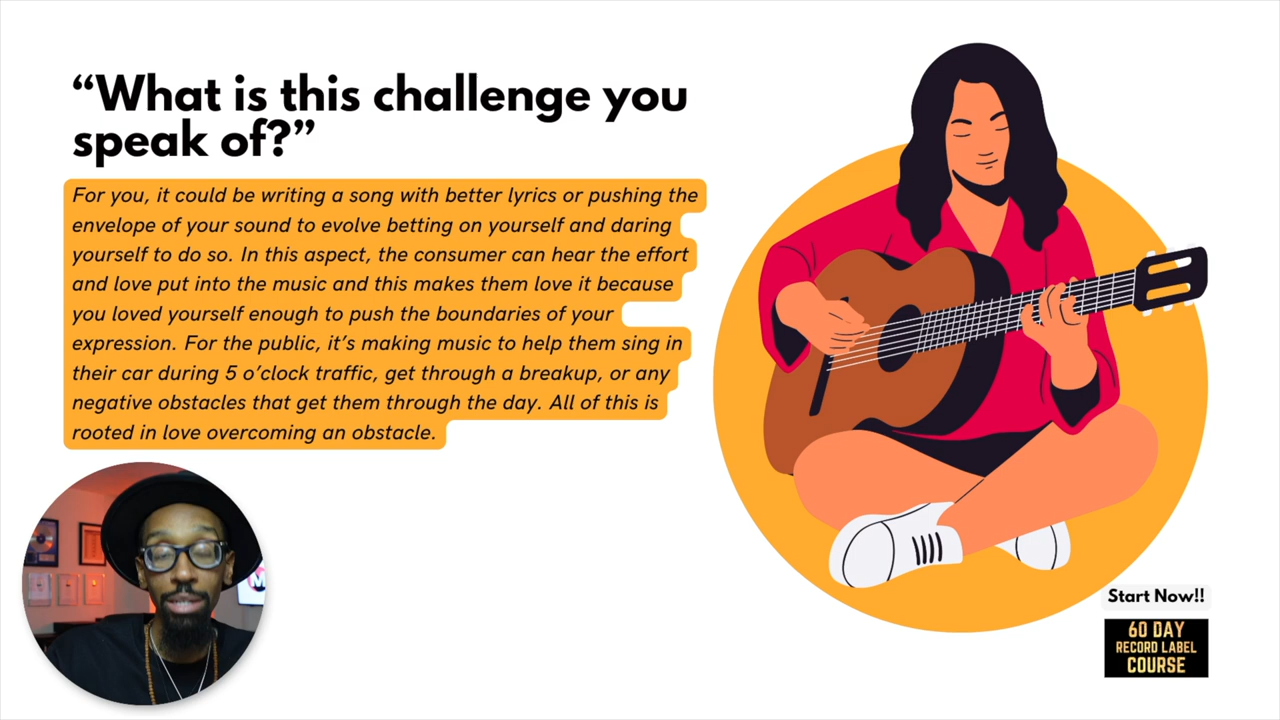 “What is this challenge you
speak of?”
For you, it could be writing a song with better lyrics or pushing the
envelope of your sound to evolve betting on yourself and daring
yourself to do so. In this aspect, the consumer can hear the effort
and love put into the music and this makes them love it because
you loved yourself enough to push the boundaries of your
expression. For the public, it’s making music to help them sing in
their car during 5 o’clock traffic, get through a breakup, or any
negative obstacles that get them through the day. All of this is
rooted in love overcoming an obstacle.
Start Now!!
60 DAY
RECORD LABEL
COURSE